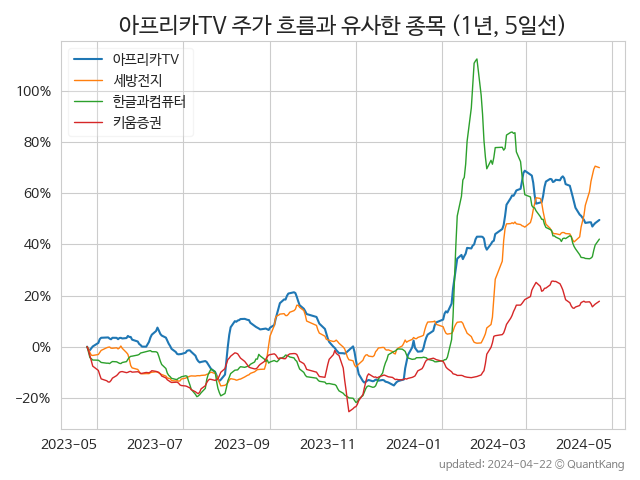 아프리카TV 주가 흐름과 유사한 종목 (1년, 5일선)
아프리카TV
세방전지
한글과컴퓨터
키움증권
100%
80%
60%
40%
20%
0%
−20%
2023-05 2023-07 2023-09 2023-11 2024-01 2024-03 2024-05
updated: 2024-04-22 © QuantKang